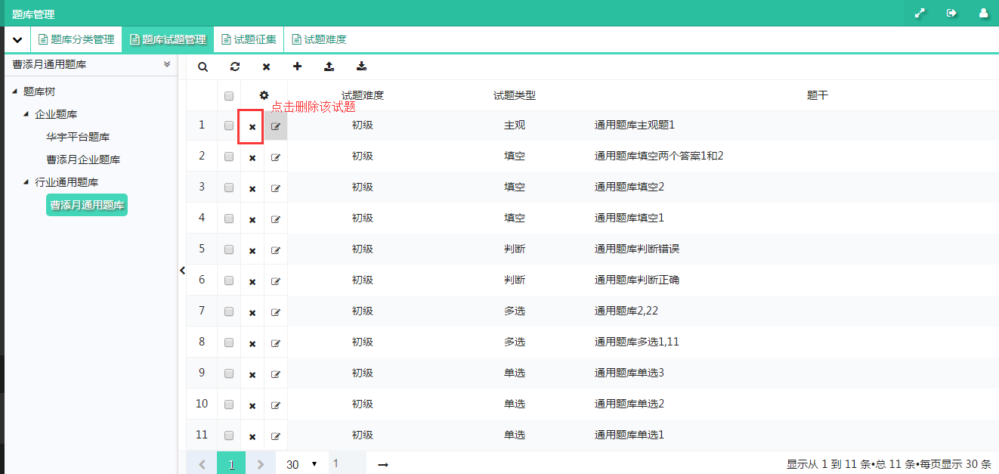 题库管理
题库分类管理 题库试题管理 试题征集 试题难度
曹添月通用题库
题库树
企业题库
华宇平台题库
曹添月企业题库
行业通用题库
曹添月通用题库
试题难度 试题类型 题干
点击删除该试题
1 初级 主观 通用题库主观题1
2 初级 填空 通用题库填空两个答案1和2
3 初级 填空 通用题库填空2
4 初级 填空 通用题库填空1
5 初级 判断 通用题库判断错误
6 初级 判断 通用题库判断正确
7 初级 多选 通用题库2,22
8 初级 多选 通用题库多选1,11
9 初级 单选 通用题库单选3
10 初级 单选 通用题库单选2
11 初级 单选 通用题库单选1
1 30 1 显示从 1 到 11 条•总 11 条•每页显示 30 条